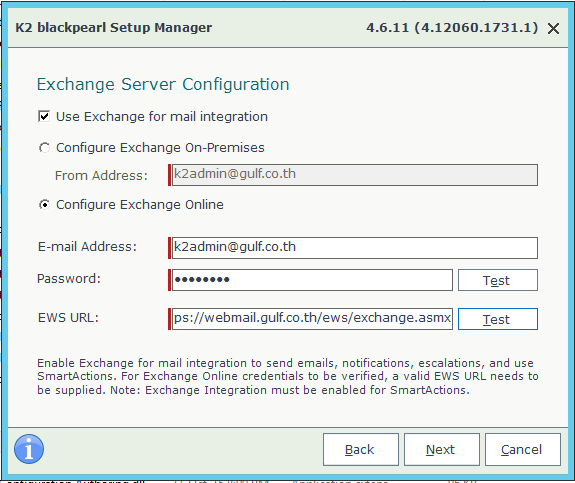 K2 blackpearl Setup Manager 4.6.11 (4.12060.1731.1)
Exchange Server Configuration
Use Exchange for mail integration
Configure Exchange On-Premises
From Address: k2admin@gulf.co.th
Configure Exchange Online
E-mail Address: k2admin@gulf.co.th
Password: ●●●●●●●● Test
EWS URL: ps://webmail.gulf.co.th/ews/exchange.asmx Test
Enable Exchange for mail integration to send emails, notifications, escalations, and use
SmartActions. For Exchange Online credentials to be verified, a valid EWS URL needs to
be supplied. Note: Exchange Integration must be enabled for SmartActions.
Back Next Cancel